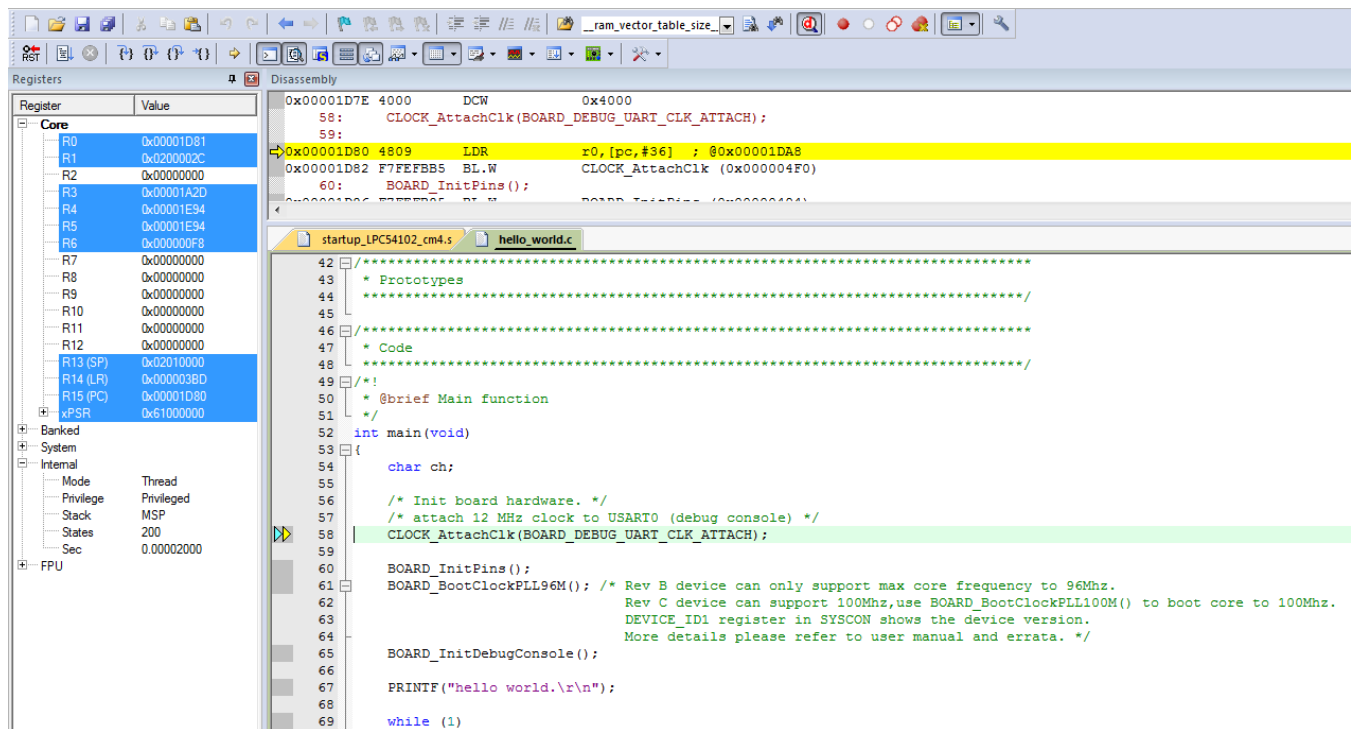 __ram_vector_table_size_
RST
Registers
Disassembly
Register Value
Core
R0 0x00001D81
R1 0x0200002C
R2 0x00000000
R3 0x00001A2D
R4 0x00001E94
R5 0x00001E94
R6 0x000000F8
R7 0x00000000
R8 0x00000000
R9 0x00000000
R10 0x00000000
R11 0x00000000
R12 0x00000000
R13 (SP) 0x02010000
R14 (LR) 0x000003BD
R15 (PC) 0x00001D80
xPSR 0x61000000
Banked
System
Internal
Mode Thread
Privilege Privileged
Stack MSP
States 200
Sec 0.00002000
FPU
0x00001D7E 4000 DCW 0x4000
58: CLOCK_AttachClk(BOARD_DEBUG_UART_CLK_ATTACH);
59:
0x00001D80 4809 LDR r0,[pc,#36] ; @0x00001DA8
0x00001D82 F7FEFBB5 BL.W CLOCK_AttachClk (0x000004F0)
60: BOARD_InitPins();
startup_LPC54102_cm4.s hello_world.c
42 /******************************************************************************
43 * Prototypes
44 *****************************************************************************/
45
46 /******************************************************************************
47 * Code
48 *****************************************************************************/
49 /*!
50 * @brief Main function
51 */
52 int main(void)
53 {
54 char ch;
55
56 /* Init board hardware. */
57 /* attach 12 MHz clock to USART0 (debug console) */
58 CLOCK_AttachClk(BOARD_DEBUG_UART_CLK_ATTACH);
59
60 BOARD_InitPins();
61 BOARD_BootClockPLL96M(); /* Rev B device can only support max core frequency to 96Mhz.
62 Rev C device can support 100Mhz,use BOARD_BootClockPLL100M() to boot core to 100Mhz.
63 DEVICE_ID1 register in SYSCON shows the device version.
64 More details please refer to user manual and errata. */
65 BOARD_InitDebugConsole();
66
67 PRINTF("hello world.\r\n");
68
69 while (1)